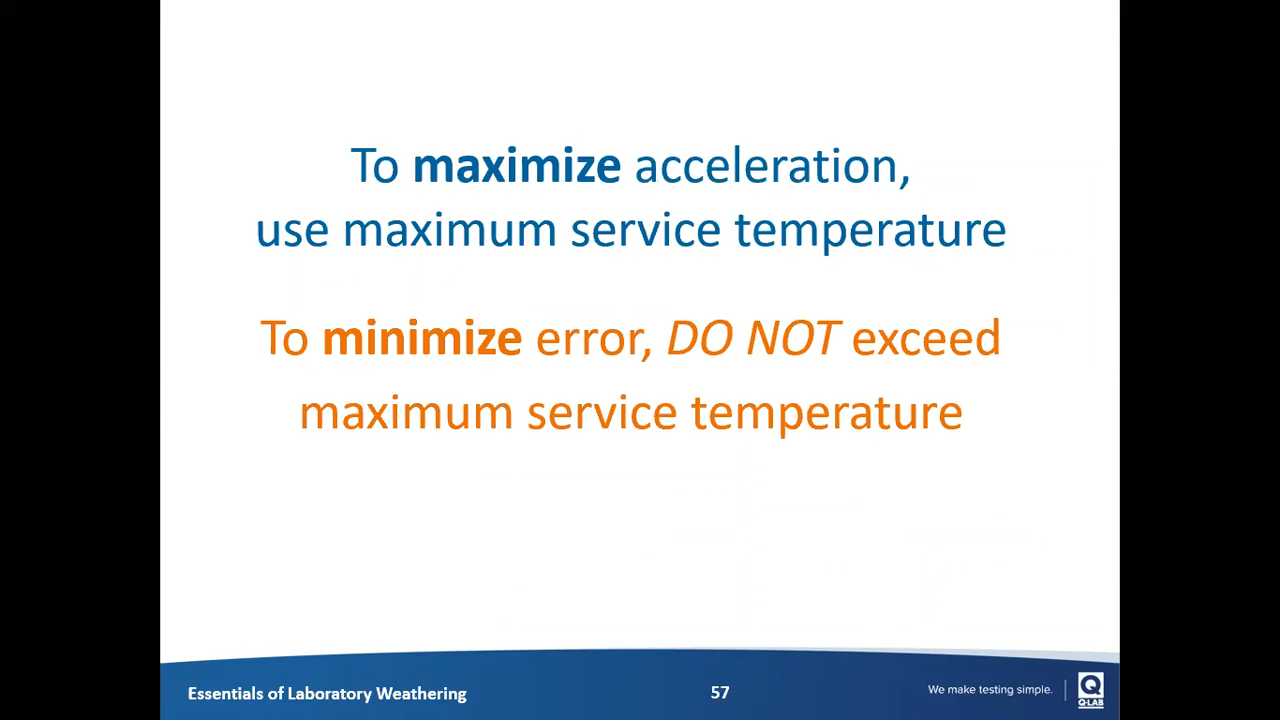 To maximize acceleration,
use maximum service temperature
To minimize error, DO NOT exceed
maximum service temperature
Essentials of Laboratory Weathering
57
We make testing simple.
Q
Q-LAB